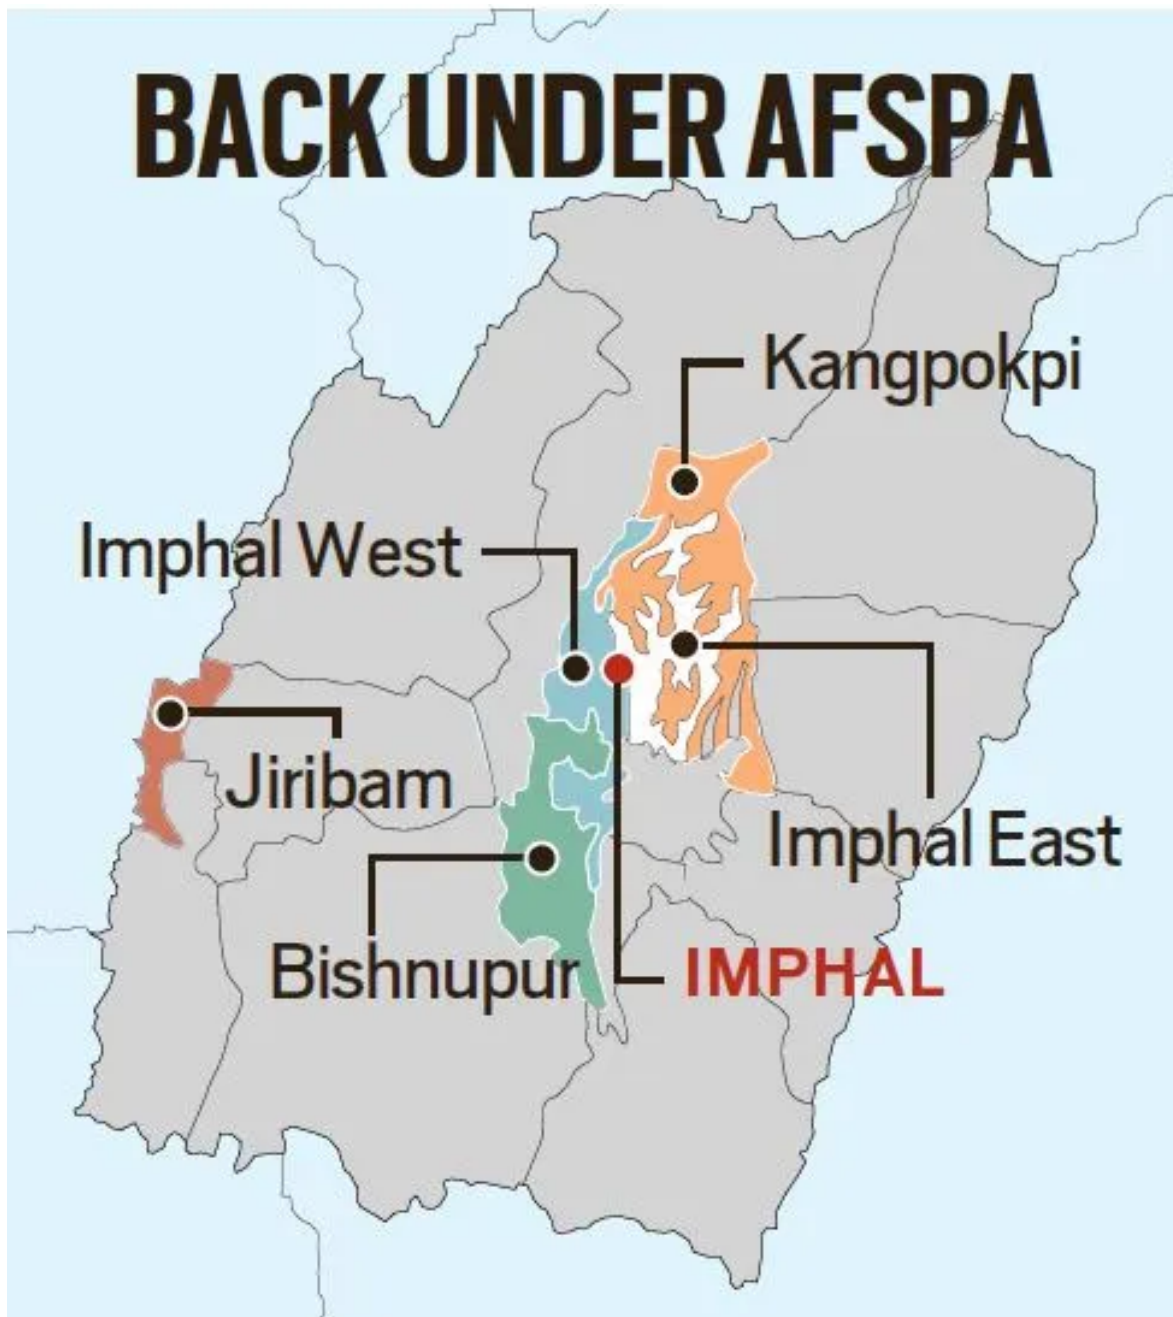 BACK UNDER AFSPA
Kangpokpi
Imphal West
Jiribam
Imphal East
Bishnupur
IMPHAL